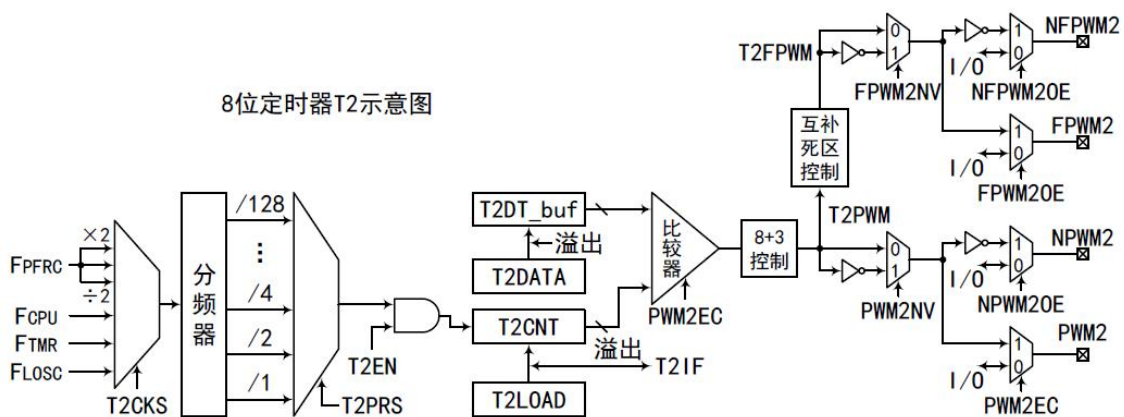 8位定时器T2示意图
FPFRC
×2
÷2
FCPU
FTMR
FLOSC
T2CKS
分频器
/128
⋮
/4
/2
/1
T2PRS
T2EN
T2DT_buf
溢出
T2DATA
T2CNT
溢出
T2LOAD
T2IF
比较器
PWM2EC
8+3
控制
T2PWM
互补
死区
控制
T2FPWM
0
1
FPWM2NV
1
0
I/O
NFPWM2OE
NFPWM2
1
0
I/O
FPWM2OE
FPWM2
0
1
PWM2NV
1
0
I/O
NPWM2OE
NPWM2
1
0
I/O
PWM2EC
PWM2